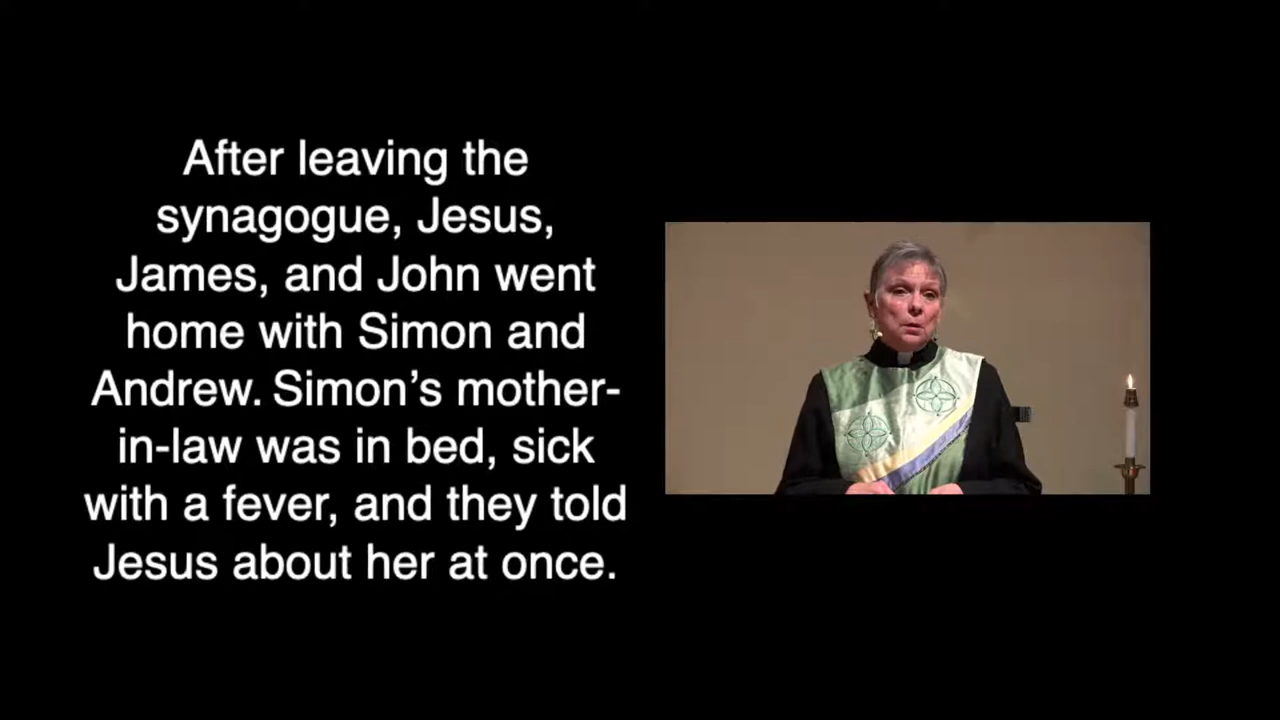 After leaving the
synagogue, Jesus,
James, and John went
home with Simon and
Andrew. Simon’s mother-
in-law was in bed, sick
with a fever, and they told
Jesus about her at once.